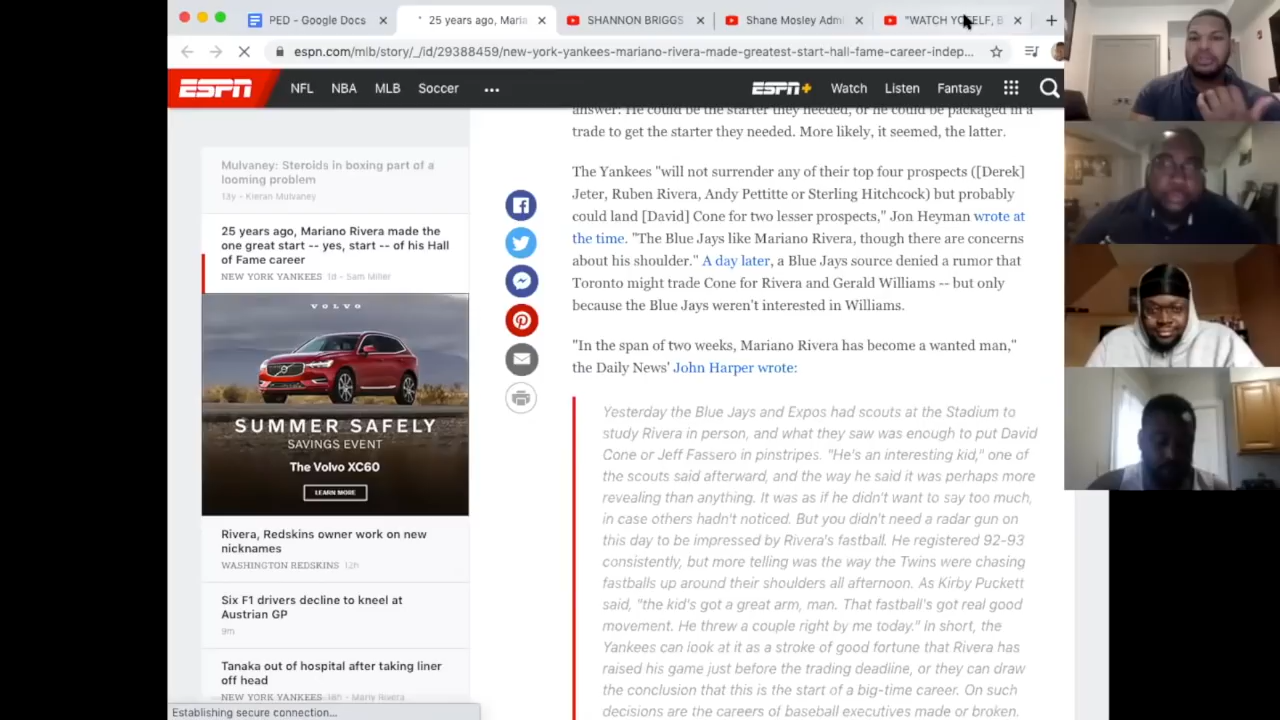 PED - Google Docs
25 years ago, Maria
SHANNON BRIGGS
Shane Mosley Adm
"WATCH YO ELF, B
espn.com/mlb/story/_/id/29388459/new-york-yankees-mariano-rivera-made-greatest-start-hall-fame-career-indep...
ESPN
NFL
NBA
MLB
Soccer
...
ESPN+
Watch
Listen
Fantasy
Mulvaney: Steroids in boxing part of a
looming problem
13y - Kieran Mulvaney
25 years ago, Mariano Rivera made the
one great start -- yes, start -- of his Hall
of Fame career
NEW YORK YANKEES 1d - Sam Miller
VOLVO
SUMMER SAFELY
SAVINGS EVENT
The Volvo XC60
LEARN MORE
Rivera, Redskins owner work on new
nicknames
WASHINGTON REDSKINS 12h
Six F1 drivers decline to kneel at
Austrian GP
9m
Tanaka out of hospital after taking liner
off head
NEW YORK YANKEES 18h - Marly Rivera
Establishing secure connection...
answer: He could be the starter they needed, or he could be packaged in a
trade to get the starter they needed. More likely, it seemed, the latter.
The Yankees "will not surrender any of their top four prospects ([Derek]
Jeter, Ruben Rivera, Andy Pettitte or Sterling Hitchcock) but probably
could land [David] Cone for two lesser prospects," Jon Heyman wrote at
the time. "The Blue Jays like Mariano Rivera, though there are concerns
about his shoulder." A day later, a Blue Jays source denied a rumor that
Toronto might trade Cone for Rivera and Gerald Williams -- but only
because the Blue Jays weren't interested in Williams.
"In the span of two weeks, Mariano Rivera has become a wanted man,"
the Daily News' John Harper wrote:
Yesterday the Blue Jays and Expos had scouts at the Stadium to
study Rivera in person, and what they saw was enough to put David
Cone or Jeff Fassero in pinstripes. "He's an interesting kid," one of
the scouts said afterward, and the way he said it was perhaps more
revealing than anything. It was as if he didn't want to say too much,
in case others hadn't noticed. But you didn't need a radar gun on
this day to be impressed by Rivera's fastball. He registered 92-93
consistently, but more telling was the way the Twins were chasing
fastballs up around their shoulders all afternoon. As Kirby Puckett
said, "the kid's got a great arm, man. That fastball's got real good
movement. He threw a couple right by me today." In short, the
Yankees can look at it as a stroke of good fortune that Rivera has
raised his game just before the trading deadline, or they can draw
the conclusion that this is the start of a big-time career. On such
decisions are the careers of baseball executives made or broken.